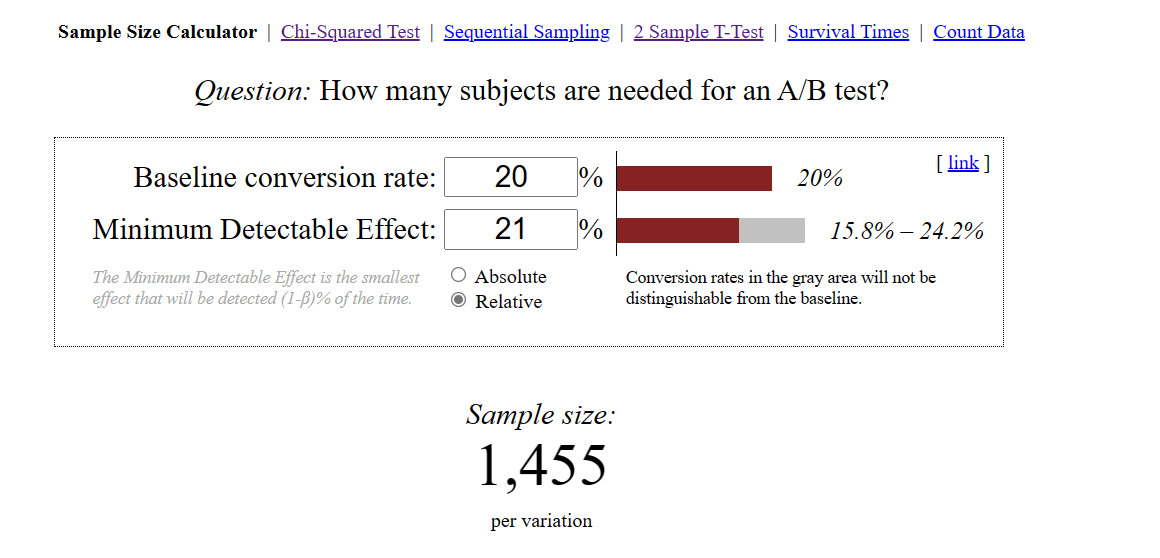 Sample Size Calculator | Chi-Squared Test | Sequential Sampling | 2 Sample T-Test | Survival Times | Count Data
Question: How many subjects are needed for an A/B test?
[ link ]
Baseline conversion rate: 20 % 20%
Minimum Detectable Effect: 21 % 15.8% – 24.2%
The Minimum Detectable Effect is the smallest
effect that will be detected (1-β)% of the time.
Absolute
Relative
Conversion rates in the gray area will not be
distinguishable from the baseline.
Sample size:
1,455
per variation